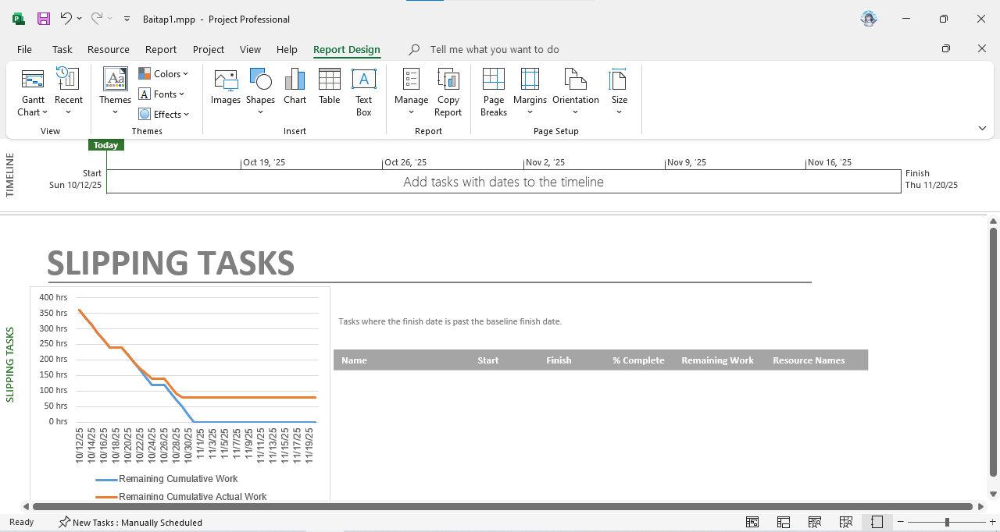 Baitap1.mpp - Project Professional
File Task Resource Report Project View Help Report Design Tell me what you want to do
Gantt Chart
Recent
View
Themes
Colors
Fonts
Effects
Themes
Images
Shapes
Chart
Table
Text Box
Insert
Manage
Copy Report
Report
Page Breaks
Margins
Orientation
Size
Page Setup
TIMELINE
Today
Oct 19, '25 Oct 26, '25 Nov 2, '25 Nov 9, '25 Nov 16, '25
Start
Sun 10/12/25
Add tasks with dates to the timeline
Finish
Thu 11/20/25
SLIPPING TASKS
SLIPPING TASKS
400 hrs
350 hrs
300 hrs
250 hrs
200 hrs
150 hrs
100 hrs
50 hrs
0 hrs
10/12/25
10/14/25
10/16/25
10/18/25
10/20/25
10/22/25
10/24/25
10/26/25
10/28/25
10/30/25
11/1/25
11/3/25
11/5/25
11/7/25
11/9/25
11/11/25
11/13/25
11/15/25
11/17/25
11/19/25
Remaining Cumulative Work
Remaining Cumulative Actual Work
Tasks where the finish date is past the baseline finish date.
Name Start Finish % Complete Remaining Work Resource Names
Ready New Tasks : Manually Scheduled